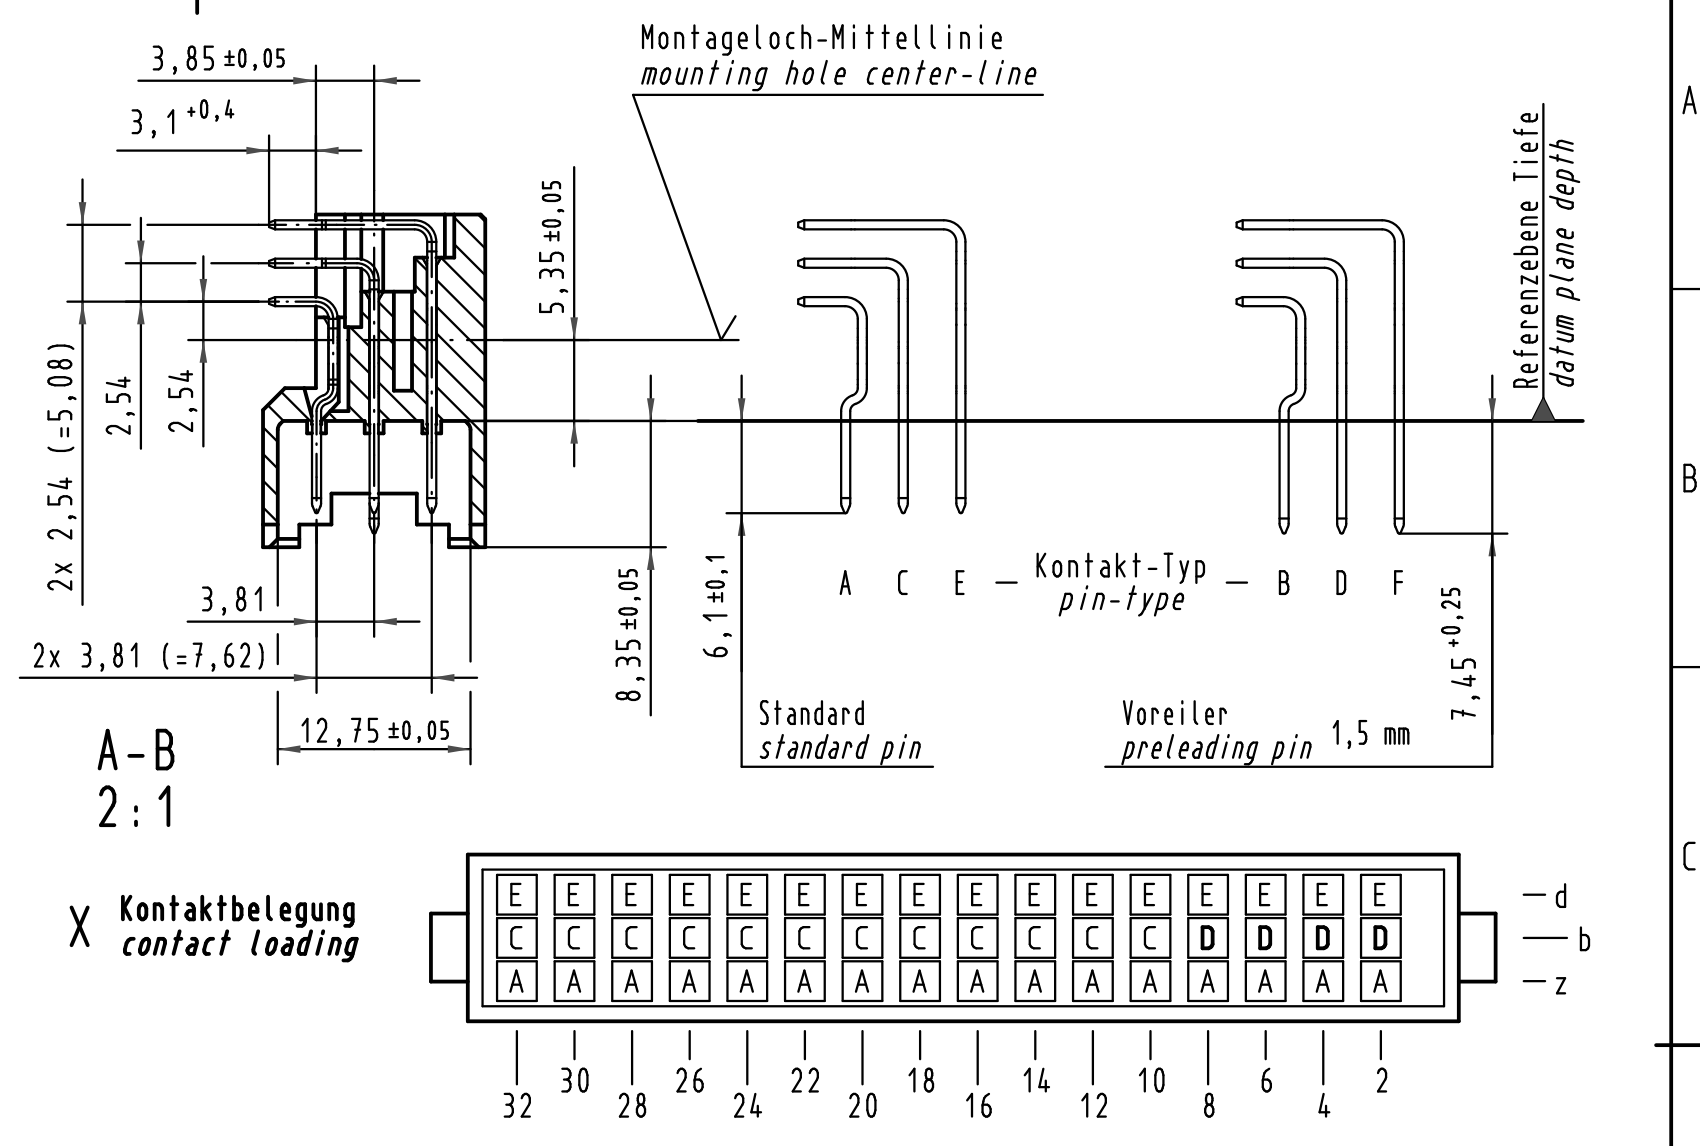 3,85 ±0,05
3,1 +0,4
Montageloch-Mittellinie
mounting hole center-line
Referenzebene Tiefe
datum plane depth
A
5,35 ±0,05
2x 2,54 (=5,08)
2,54
2,54
B
3,81
2x 3,81 (=7,62)
12,75 ±0,05
8,35 ±0,05
6,1 ±0,1
A C E – Kontakt-Typ – B D F
pin-type
7,45 +0,25
Standard
standard pin
Voreiler
preleading pin 1,5 mm
A-B
2:1
C
X Kontaktbelegung
contact loading
E E E E E E E E E E E E E E E E – d
C C C C C C C C C C C C D D D D — b
A A A A A A A A A A A A A A A A – z
30 26 22 18 14 10 6 2
32 28 24 20 16 12 8 4